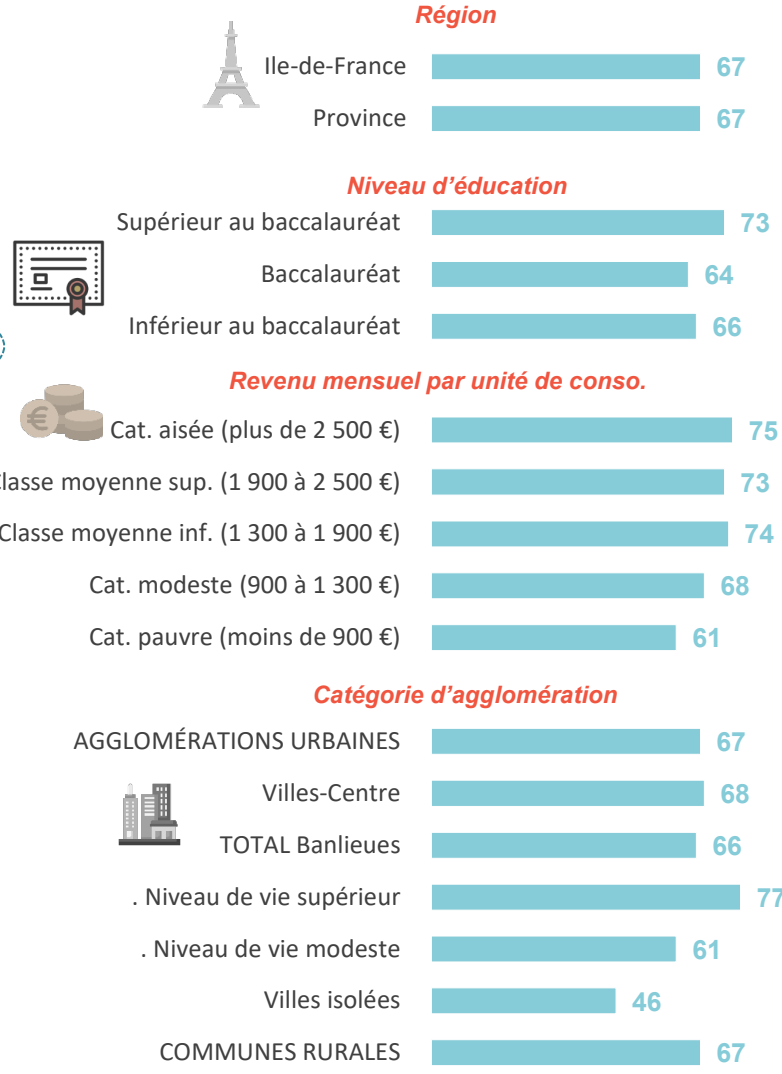 Région
Ile-de-France 67
Province 67
Niveau d'éducation
Supérieur au baccalauréat 73
Baccalauréat 64
Inférieur au baccalauréat 66
Revenu mensuel par unité de conso.
€
Cat. aisée (plus de 2 500 €) 75
Classe moyenne sup. (1 900 à 2 500 €) 73
Classe moyenne inf. (1 300 à 1 900 €) 74
Cat. modeste (900 à 1 300 €) 68
Cat. pauvre (moins de 900 €) 61
Catégorie d'agglomération
AGGLOMÉRATIONS URBAINES 67
Villes-Centre 68
TOTAL Banlieues 66
. Niveau de vie supérieur 77
. Niveau de vie modeste 61
Villes isolées 46
COMMUNES RURALES 67